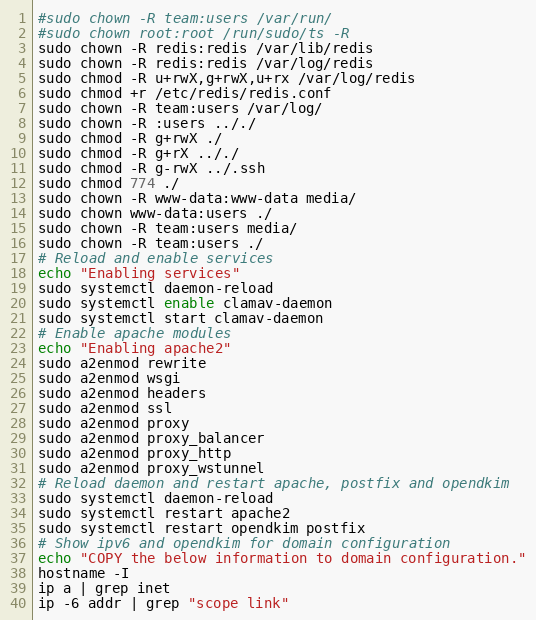 1 #sudo chown -R team:users /var/run/
2 #sudo chown root:root /run/sudo/ts -R
3 sudo chown -R redis:redis /var/lib/redis
4 sudo chown -R redis:redis /var/log/redis
5 sudo chmod -R u+rwX,g+rwX,u+rx /var/log/redis
6 sudo chmod +r /etc/redis/redis.conf
7 sudo chown -R team:users /var/log/
8 sudo chown -R :users .././
9 sudo chmod -R g+rwX ./
10 sudo chmod -R g+rX .././
11 sudo chmod -R g-rwX ../.ssh
12 sudo chmod 774 ./
13 sudo chown -R www-data:www-data media/
14 sudo chown www-data:users ./
15 sudo chown -R team:users media/
16 sudo chown -R team:users ./
17 # Reload and enable services
18 echo "Enabling services"
19 sudo systemctl daemon-reload
20 sudo systemctl enable clamav-daemon
21 sudo systemctl start clamav-daemon
22 # Enable apache modules
23 echo "Enabling apache2"
24 sudo a2enmod rewrite
25 sudo a2enmod wsgi
26 sudo a2enmod headers
27 sudo a2enmod ssl
28 sudo a2enmod proxy
29 sudo a2enmod proxy_balancer
30 sudo a2enmod proxy_http
31 sudo a2enmod proxy_wstunnel
32 # Reload daemon and restart apache, postfix and opendkim
33 sudo systemctl daemon-reload
34 sudo systemctl restart apache2
35 sudo systemctl restart opendkim postfix
36 # Show ipv6 and opendkim for domain configuration
37 echo "COPY the below information to domain configuration."
38 hostname -I
39 ip a | grep inet
40 ip -6 addr | grep "scope link"